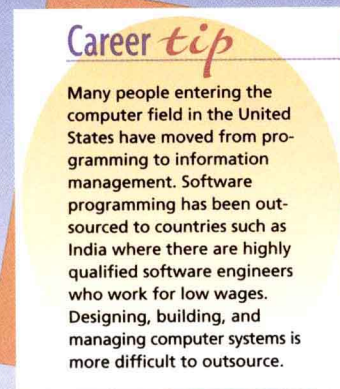 Career tip
Many people entering the
computer field in the United
States have moved from pro-
gramming to information
management. Software
programming has been out-
sourced to countries such as
India where there are highly
qualified software engineers
who work for low wages.
Designing, building, and
managing computer systems is
more difficult to outsource.